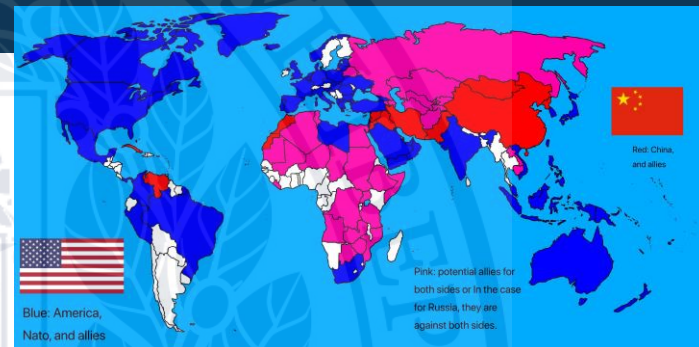 Red: China,
and allies
Pink: potential allies for
both sides or In the case
for Russia, they are
against both sides.
Blue: America,
Nato, and allies